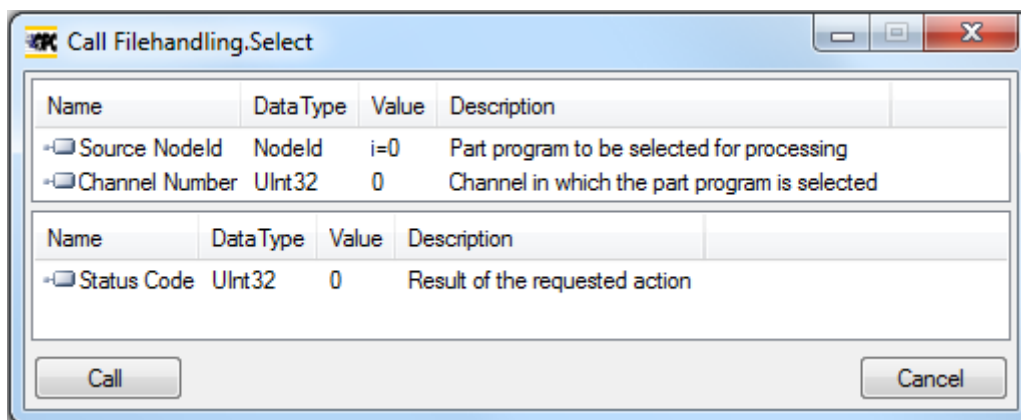 OPC Call Filehandling.Select
Name DataType Value Description
Source NodeId NodeId i=0 Part program to be selected for processing
Channel Number UInt32 0 Channel in which the part program is selected
Name DataType Value Description
Status Code UInt32 0 Result of the requested action
Call Cancel